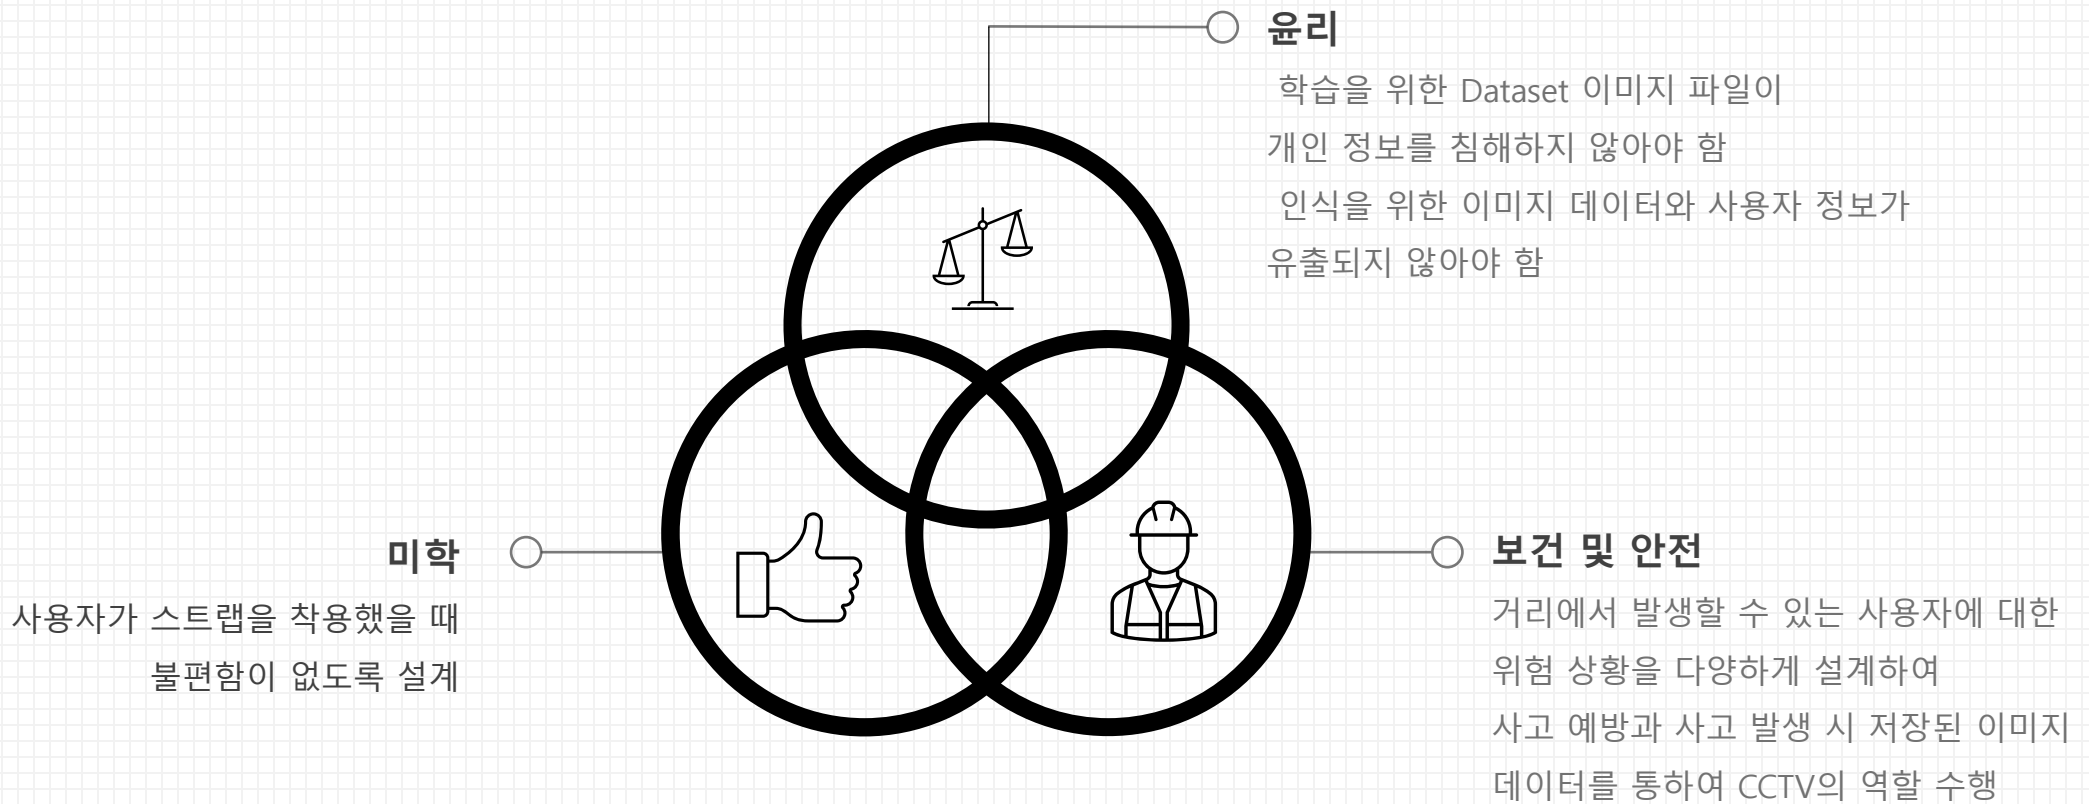 윤리
학습을 위한 Dataset 이미지 파일이
개인 정보를 침해하지 않아야 함
인식을 위한 이미지 데이터와 사용자 정보가
유출되지 않아야 함
미학
사용자가 스트랩을 착용했을 때
불편함이 없도록 설계
보건 및 안전
거리에서 발생할 수 있는 사용자에 대한
위험 상황을 다양하게 설계하여
사고 예방과 사고 발생 시 저장된 이미지
데이터를 통하여 CCTV의 역할 수행